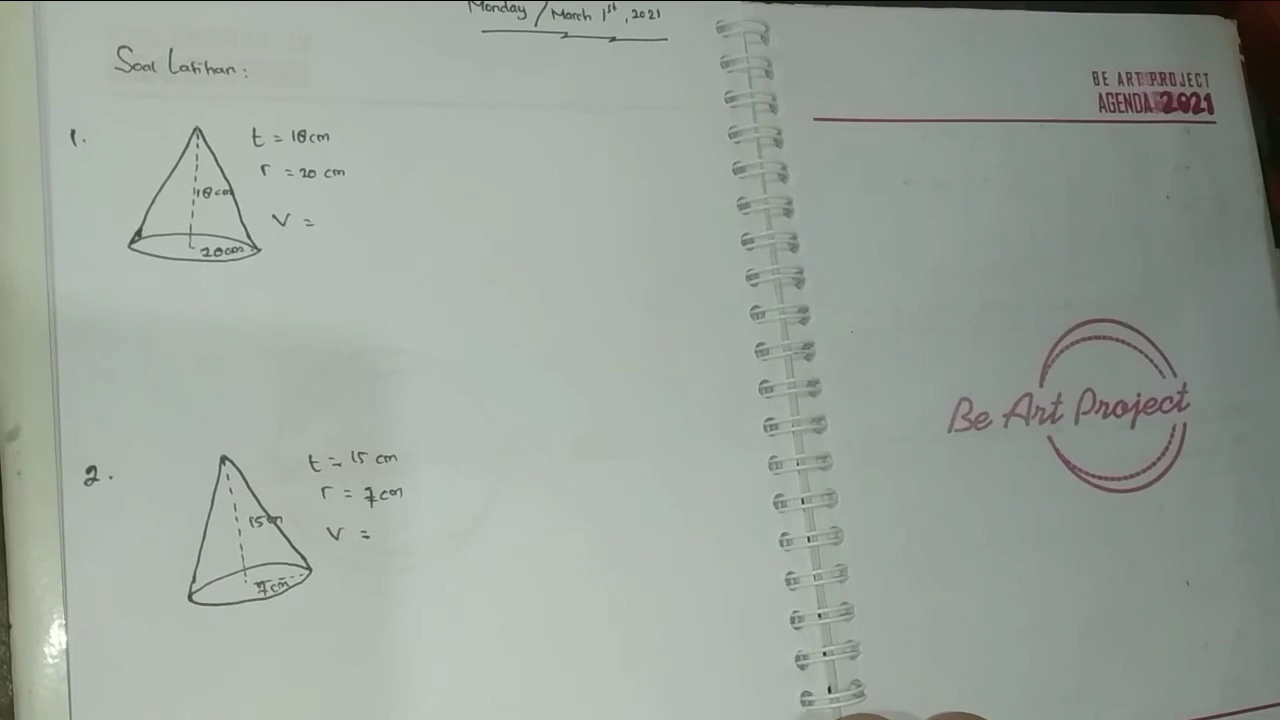 Monday / March 1st, 2021
Soal Latihan :
1.
t = 18 cm
r = 20 cm
18 cm
V =
20 cm
2.
t = 15 cm
r = 7 cm
15 cm
V =
7 cm
BE ART PROJECT
AGENDA 2021
Be Art Project